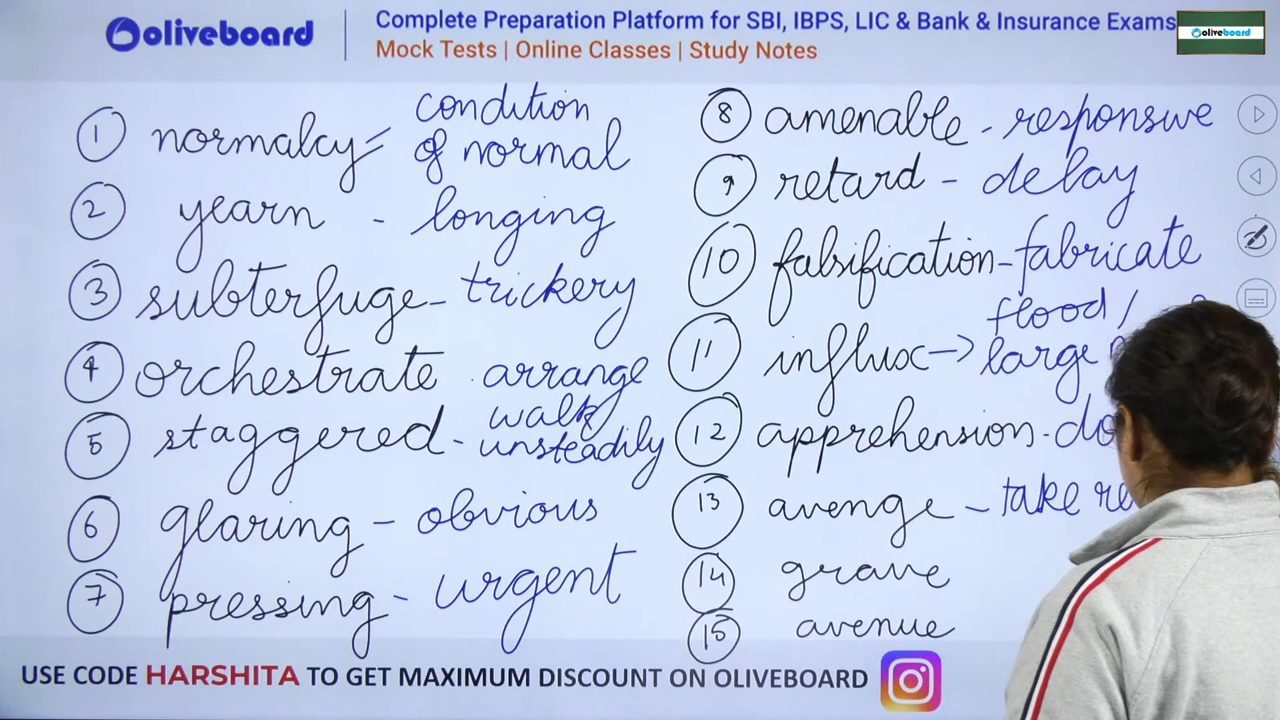 oliveboard
Complete Preparation Platform for SBI, IBPS, LIC & Bank & Insurance Exams
Mock Tests | Online Classes | Study Notes
oliveboard
1 normalcy = condition
of normal
2 yearn - longing
3 subterfuge - trickery
4 orchestrate . arrange
5 staggered - walk
unsteadily
6 glaring - obvious
7 pressing - urgent
8 amenable - responsive
9 retard - delay
10 falsification - fabricate
11 influx → flood /
large
12 apprehension -
13 avenge - take
14 grave
15 avenue
USE CODE HARSHITA TO GET MAXIMUM DISCOUNT ON OLIVEBOARD